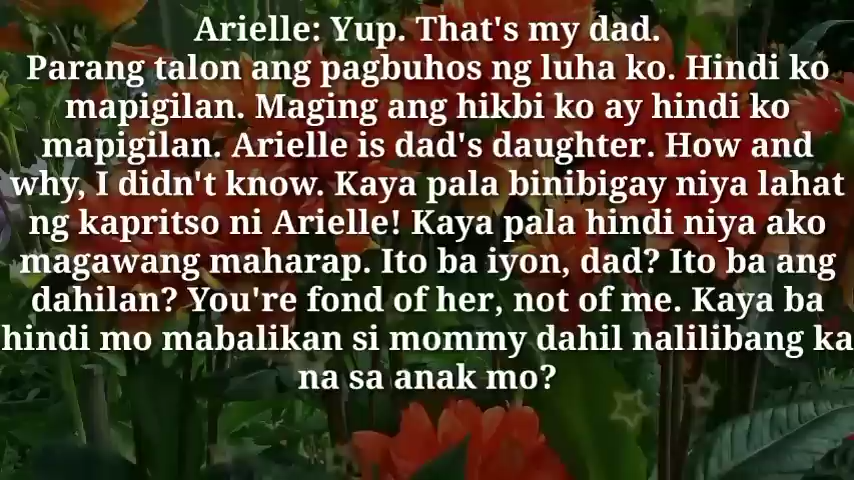 Arielle: Yup. That's my dad.
Parang talon ang pagbuhos ng luha ko. Hindi ko
mapigilan. Maging ang hikbi ko ay hindi ko
mapigilan. Arielle is dad's daughter. How and
why, I didn't know. Kaya pala binibigay niya lahat
ng kapritso ni Arielle! Kaya pala hindi niya ako
magawang maharap. Ito ba iyon, dad? Ito ba ang
dahilan? You're fond of her, not of me. Kaya ba
hindi mo mabalikan si mommy dahil nalilibang ka
na sa anak mo?